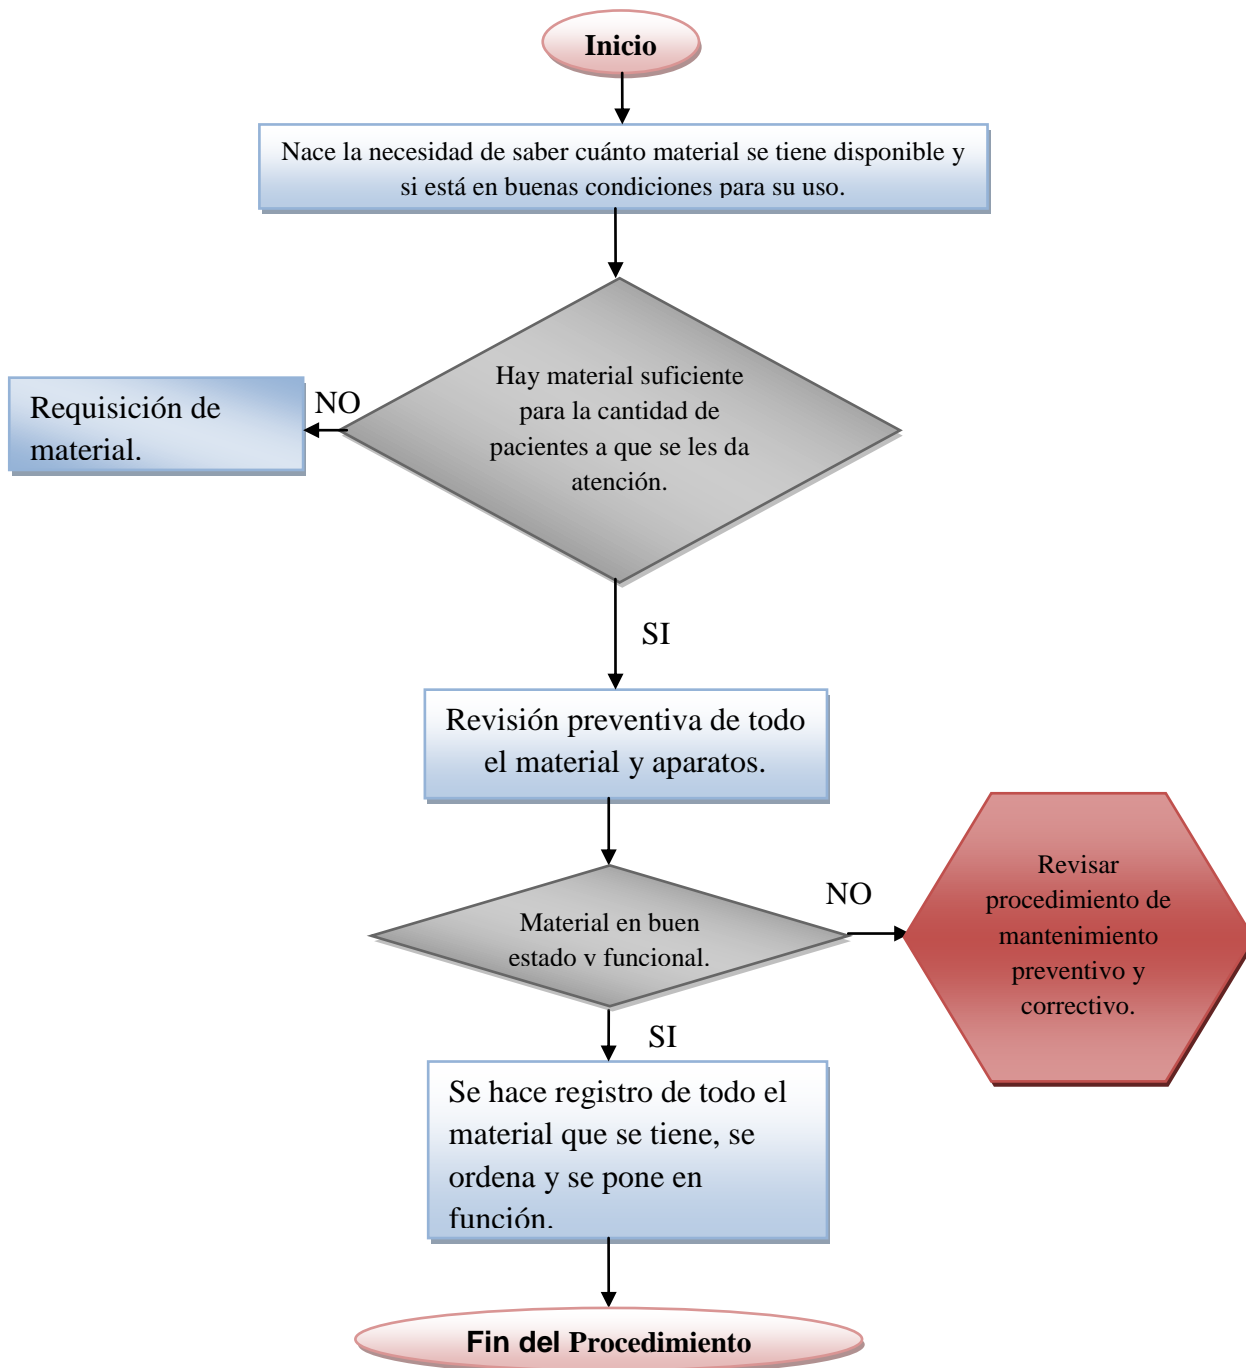 Inicio
Nace la necesidad de saber cuánto material se tiene disponible y
si está en buenas condiciones para su uso.
Hay material suficiente
para la cantidad de
pacientes a que se les da
atención.
NO
Requisición de
material.
SI
Revisión preventiva de todo
el material y aparatos.
Material en buen
estado y funcional.
NO
Revisar
procedimiento de
mantenimiento
preventivo y
correctivo.
SI
Se hace registro de todo el
material que se tiene, se
ordena y se pone en
función.
Fin del Procedimiento